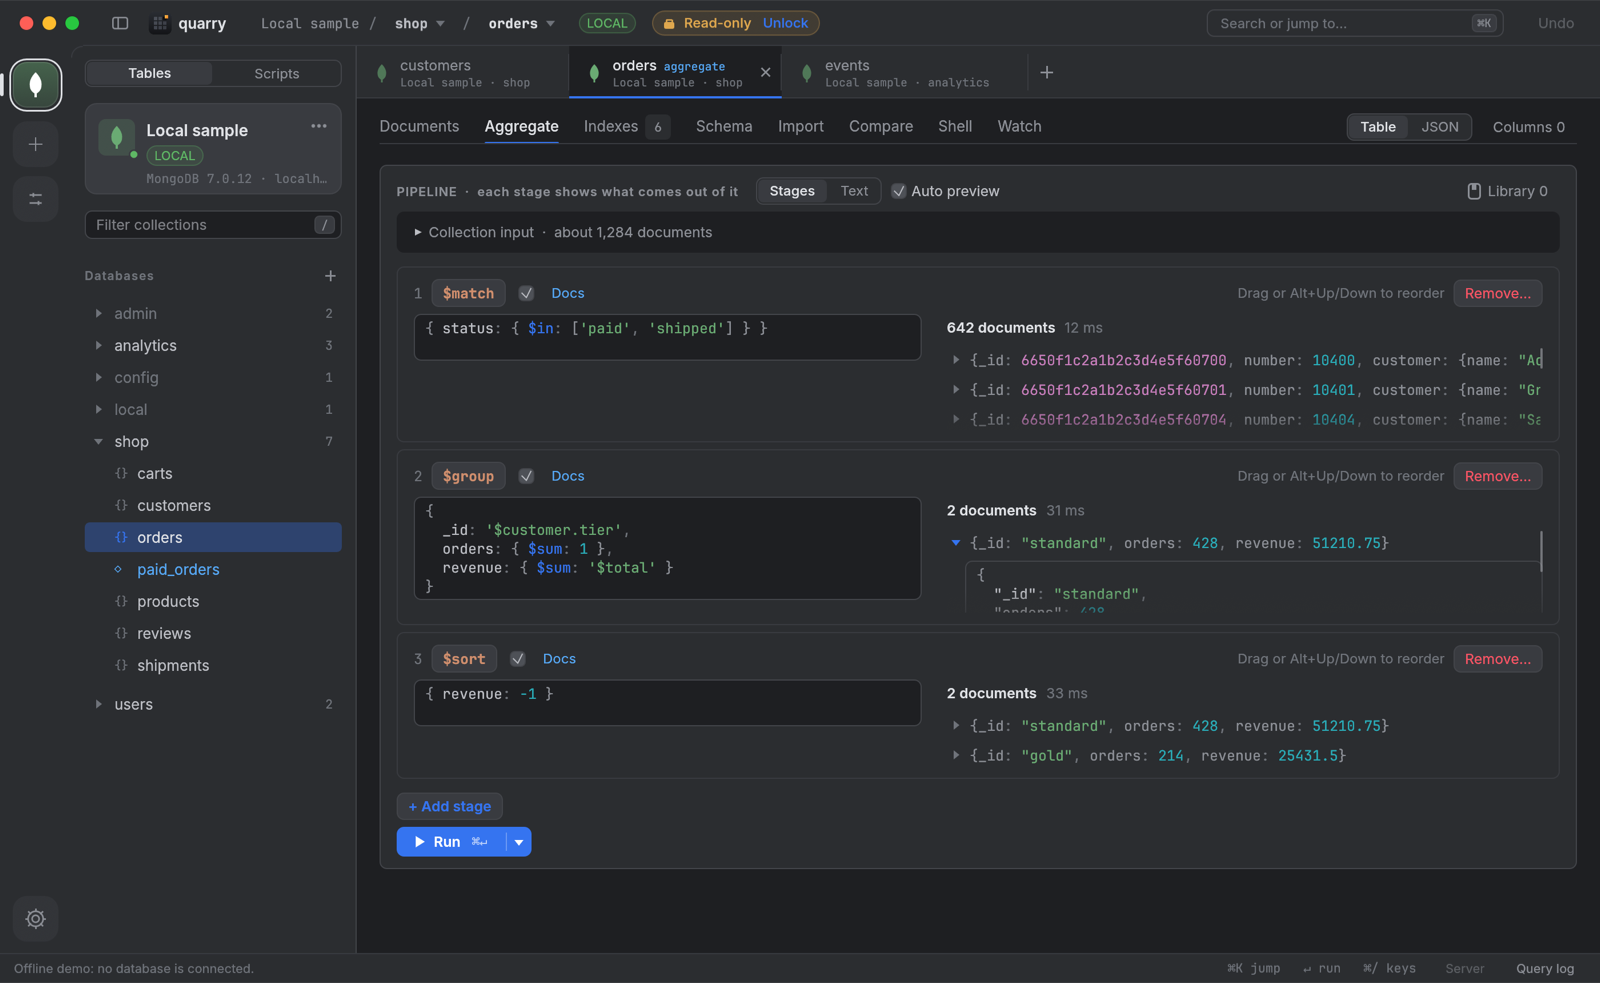 quarry
Local sample / shop / orders
LOCAL
Read-only Unlock
Search or jump to... ⌘K
Undo
Tables Scripts
Local sample
LOCAL
MongoDB 7.0.12 · localh…
Filter collections /
Databases +
admin 2
analytics 3
config 1
local 1
shop 7
{} carts
{} customers
{} orders
paid_orders
{} products
{} reviews
{} shipments
users 2
customers
Local sample · shop
orders aggregate
Local sample · shop
events
Local sample · analytics
Documents Aggregate Indexes 6 Schema Import Compare Shell Watch
Table JSON Columns 0
PIPELINE · each stage shows what comes out of it Stages Text Auto preview Library 0
Collection input · about 1,284 documents
1 $match Docs Drag or Alt+Up/Down to reorder Remove...
{ status: { $in: ['paid', 'shipped'] } }
642 documents 12 ms
{_id: 6650f1c2a1b2c3d4e5f60700, number: 10400, customer: {name: "Ad
{_id: 6650f1c2a1b2c3d4e5f60701, number: 10401, customer: {name: "Gr
{_id: 6650f1c2a1b2c3d4e5f60704, number: 10404, customer: {name: "Sa
2 $group Docs Drag or Alt+Up/Down to reorder Remove...
{
_id: '$customer.tier',
orders: { $sum: 1 },
revenue: { $sum: '$total' }
}
2 documents 31 ms
{_id: "standard", orders: 428, revenue: 51210.75}
{
"_id": "standard",
"orders": 428
3 $sort Docs Drag or Alt+Up/Down to reorder Remove...
{ revenue: -1 }
2 documents 33 ms
{_id: "standard", orders: 428, revenue: 51210.75}
{_id: "gold", orders: 214, revenue: 25431.5}
+ Add stage
Run ⌘↵
Offline demo: no database is connected.
⌘K jump ↵ run ⌘/ keys Server Query log